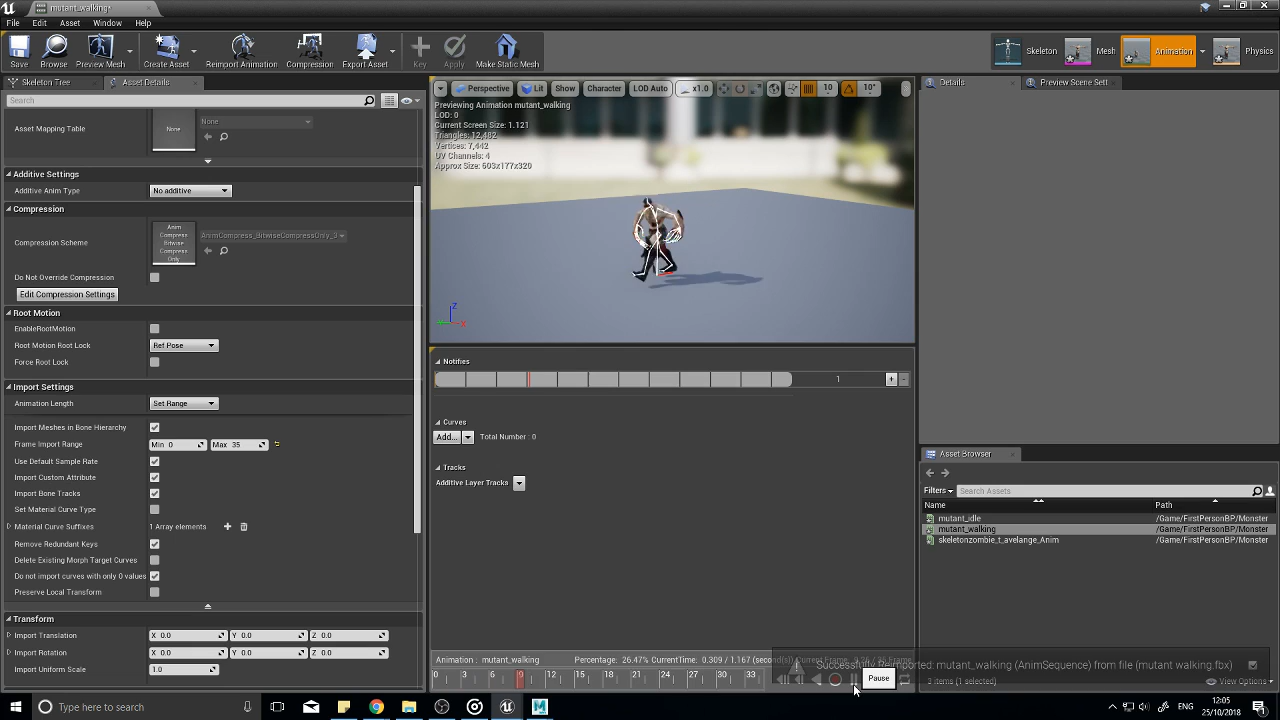 mutant_walking*
File Edit Asset Window Help
Save Browse Preview Mesh Create Asset Reimport Animation Compression Export Asset Key Apply Make Static Mesh Skeleton Mesh Animation Physics
Skeleton Tree Asset Details
Search
Asset Mapping Table None None
Additive Settings
Additive Anim Type No additive
Compression
Compression Scheme Anim Compress Bitwise Compress Only AnimCompress_BitwiseCompressOnly_0
Do Not Override Compression
Edit Compression Settings
Root Motion
EnableRootMotion
Root Motion Root Lock Ref Pose
Force Root Lock
Import Settings
Animation Length Set Range
Import Meshes in Bone Hierarchy
Frame Import Range Min 0 Max 35
Use Default Sample Rate
Import Custom Attribute
Import Bone Tracks
Set Material Curve Type
Material Curve Suffixes 1 Array elements
Remove Redundant Keys
Delete Existing Morph Target Curves
Do not import curves with only 0 values
Preserve Local Transform
Transform
Import Translation X 0.0 Y 0.0 Z 0.0
Import Rotation X 0.0 Y 0.0 Z 0.0
Import Uniform Scale 1.0
Perspective Lit Show Character LOD Auto x1.0 10 10°
Previewing Animation mutant_walking
LOD: 0
Current Screen Size: 1.121
Triangles: 12,482
Vertices: 7,442
UV Channels: 4
Approx Size: 603x177x320
Z
X
Notifies
1
Curves
Add... Total Number : 0
Tracks
Additive Layer Tracks
Animation : mutant_walking Percentage: 26.47% CurrentTime: 0.309 / 1.167 (second(s))
0 3 6 9 12 15 18 21 24 27 30 33
Pause
Details Preview Scene Sett
Asset Browser
Filters Search Assets
Name Path
mutant_idle /Game/FirstPersonBP/Monster
mutant_walking /Game/FirstPersonBP/Monster
skeletonzombie_t_avelange_Anim /Game/FirstPersonBP/Monster
Successfully Reimported: mutant_walking (AnimSequence) from file (mutant walking.fbx)
3 items (1 selected) View Options
Type here to search
12:05
25/10/2018